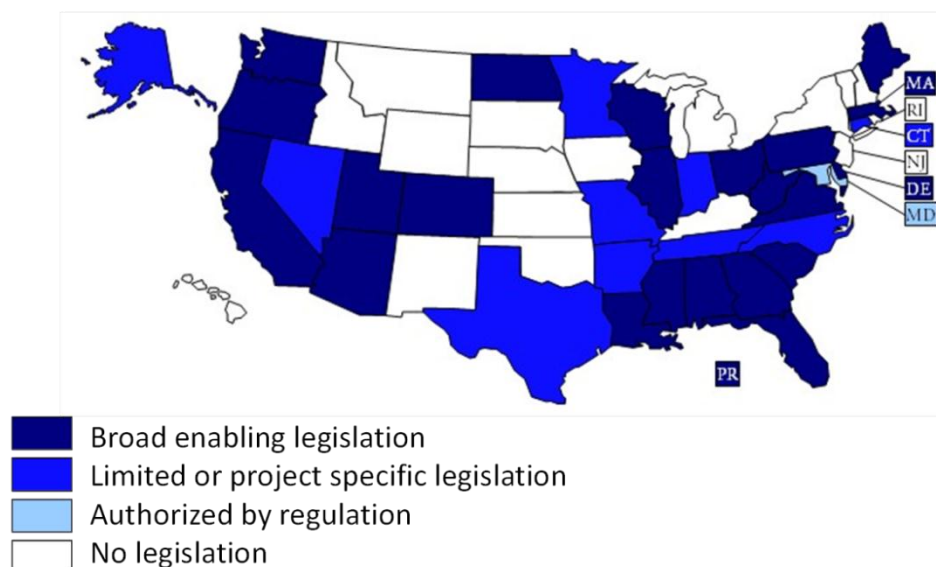 MA
RI
CT
NJ
DE
MD
PR
Broad enabling legislation
Limited or project specific legislation
Authorized by regulation
No legislation